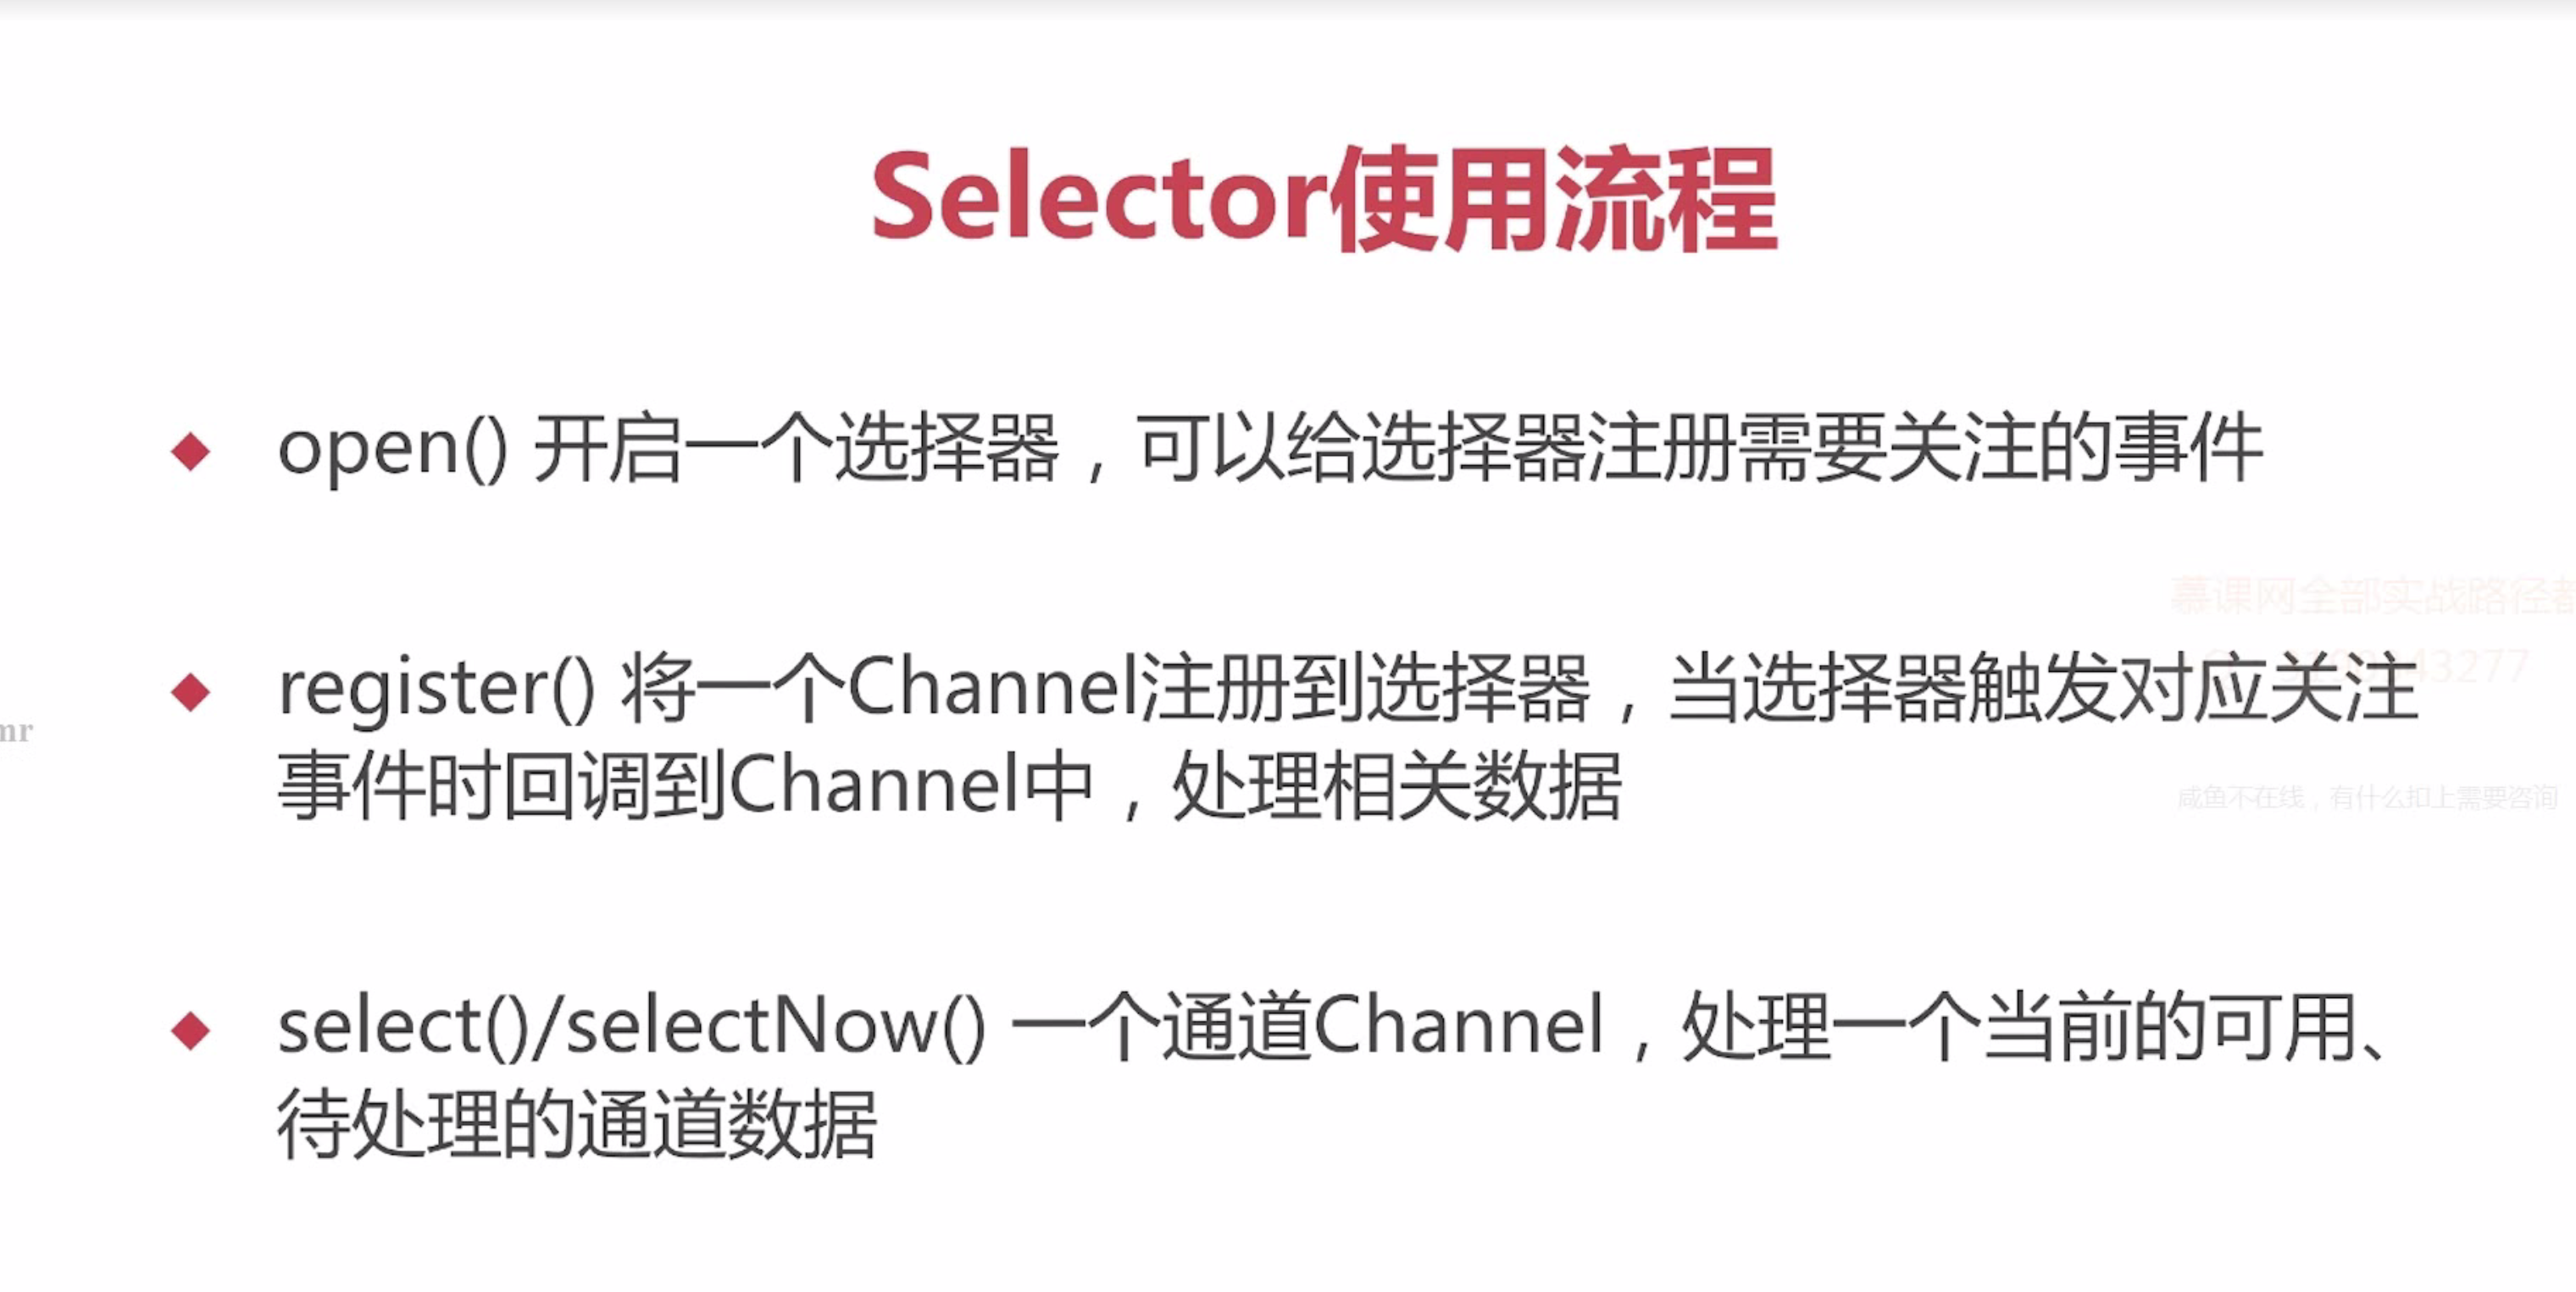 Selector使用流程
open() 开启一个选择器，可以给选择器注册需要关注的事件
慕课网全部实战路径都
register() 将一个Channel注册到选择器，当选择器触发对应关注
mr
事件时回调到Channel中，处理相关数据
咸鱼不在线，有什么扣上需要咨询
select()/selectNow() 一个通道Channel，处理一个当前的可用、
待处理的通道数据